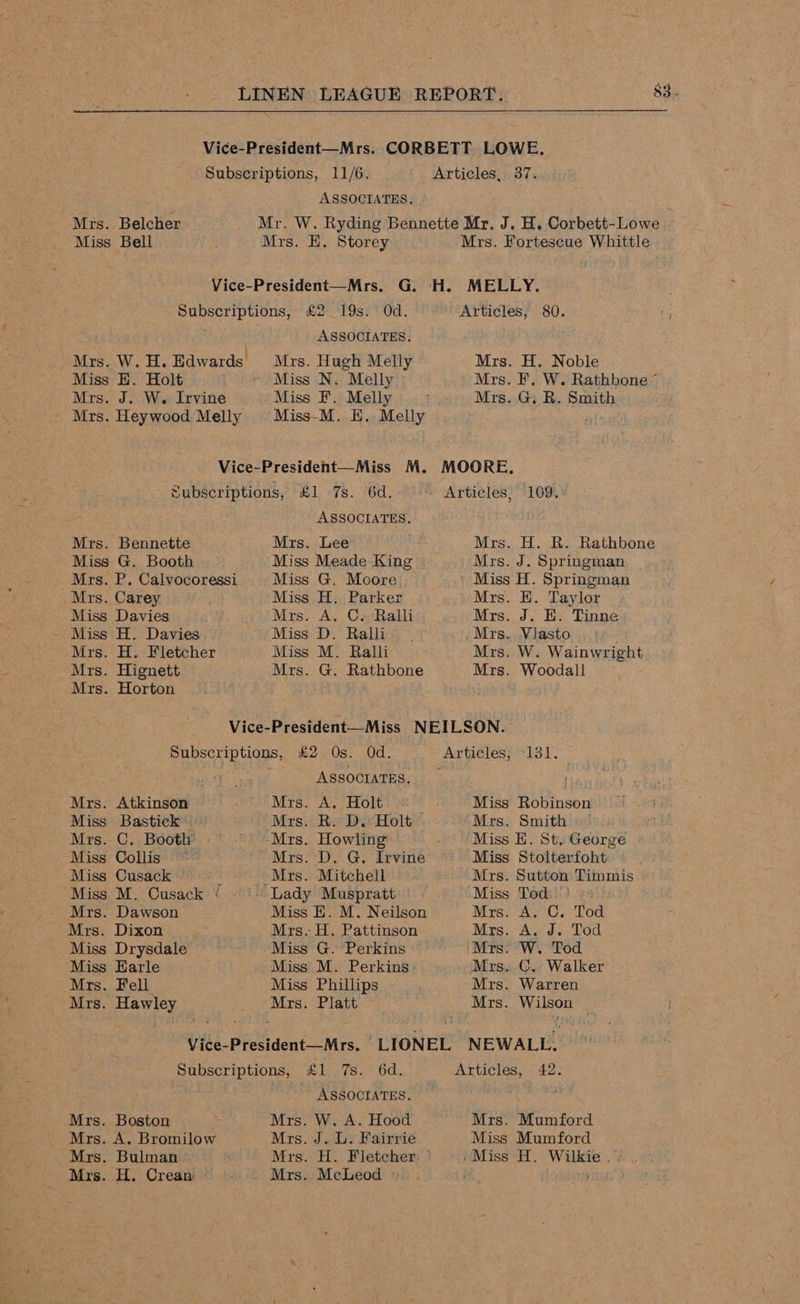 LINEN LEAGUE REPORT. 83.
Vice-President—Mrs. CORBETT LOWE.
Subscriptions, 11/6. Articles, 37.
ASSOCIATES.
Mrs. Belcher Mr. W. Ryding Bennette Mr. J. H. Corbett-Lowe
Miss Bell Mrs. E. Storey Mrs. Fortescue Whittle
Vice-President—Mrs. G. H. MELLY.
Subscriptions, £2 19s. 0d. Articles, 80.
ASSOCIATES.
Mrs. W. H. Edwards Mrs. Hugh Melly Mrs. H. Noble
Miss E. Holt Miss N. Melly Mrs. F. W. Rathbone
Mrs. J. W. Irvine Miss F. Melly Mrs. G. R. Smith
Mrs. Heywood Melly Miss M. E. Melly
Vice-President—Miss M. MOORE.
Subscriptions, £1 7s. 6d. Articles, 109.
ASSOCIATES.
Mrs. Bennette Mrs. Lee Mrs. H. R. Rathbone
Miss G. Booth Miss Meade King Mrs. J. Springman
Mrs. P. Calvocoressi Miss G. Moore Miss H. Springman
Mrs. Carey Miss H. Parker Mrs. E. Taylor
Miss Davies Mrs. A. C. Ralli Mrs. J. E. Tinne
Miss H. Davies Miss D. Ralli Mrs. Vlasto
Mrs. H. Fletcher Miss M. Ralli Mrs. W. Wainwright
Mrs. Hignett Mrs. G. Rathbone Mrs. Woodall
Mrs. Horton
Vice-President—Miss NEILSON.
Subscriptions, £2 0s. 0d. Articles, 131.
ASSOCIATES.
Mrs. Atkinson Mrs. A. Holt Miss Robinson
Miss Bastick Mrs. R. D. Holt Mrs. Smith
Mrs. C. Booth Mrs. Howling Miss E. St. George
Miss Collis Mrs. D. G. Irvine Miss Stolterfoht
Miss Cusack Mrs. Mitchell Mrs. Sutton Timmis
Miss M. Cusack Lady Muspratt Miss Tod
Mrs. Dawson Miss E. M. Neilson Mrs. A. C. Tod
Mrs. Dixon Mrs. H. Pattinson Mrs. A. J. Tod
Miss Drysdale Miss G. Perkins Mrs. W. Tod
Miss Earle Miss M. Perkins Mrs. C. Walker
Mrs. Fell Miss Phillips Mrs. Warren
Mrs. Hawley Mrs. Platt Mrs. Wilson
Vice-President—Mrs. LIONEL NEWALL.
Subscriptions, £1 7s. 6d. Articles, 42.
ASSOCIATES.
Mrs. Boston Mrs. W. A. Hood Mrs. Mumford
Mrs. A. Bromilow Mrs. J. L. Fairrie Miss Mumford
Mrs. Bulman Mrs. H. Fletcher Miss H. Wilkie
Mrs. H. Crean Mrs. McLeod